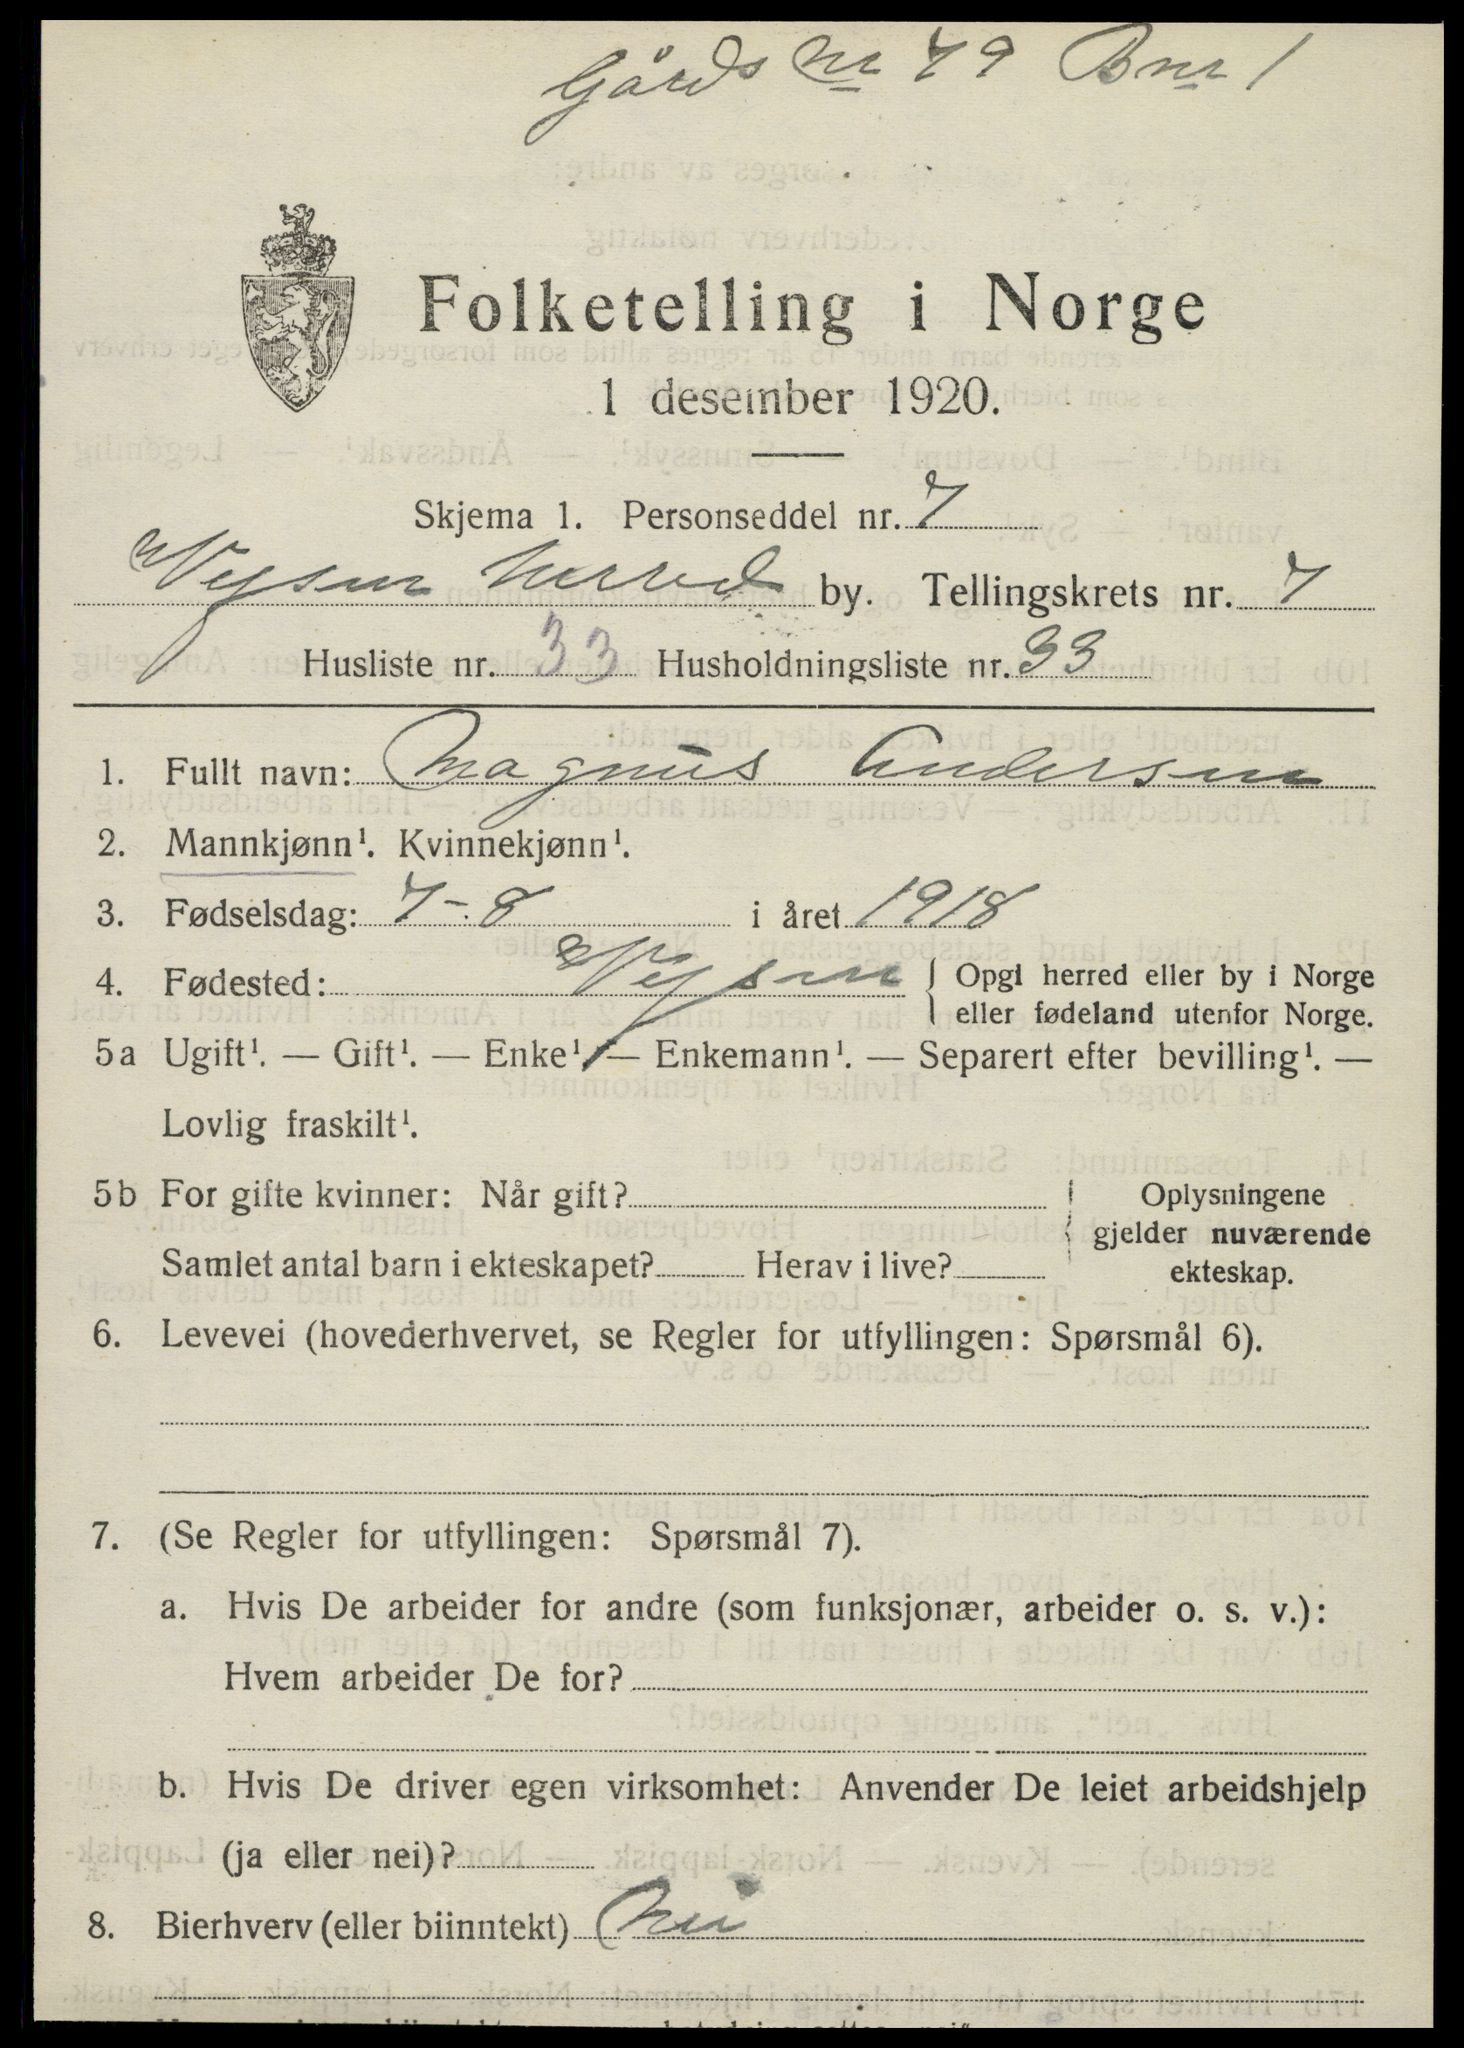 Gårds nr 79 Bnr 1
Folketelling i Norge
1 desember 1920.
Skjema 1. Personseddel nr. 7
Vefsn herred by. Tellingskrets nr. 7
Husliste nr. 33 Husholdningsliste nr. 33
1. Fullt navn: Magnus Andersen
2. Mannkjønn¹. Kvinnekjønn¹.
3. Fødselsdag: 7-8 i året 1918
4. Fødested: Vefsn { Opgi herred eller by i Norge
eller fødeland utenfor Norge.
5a Ugift¹. — Gift¹. — Enke¹. — Enkemann¹. — Separert efter bevilling¹. —
Lovlig fraskilt¹.
5b For gifte kvinner: Når gift? Oplysningene
gjelder nuværende
Samlet antal barn i ekteskapet? Herav i live? ekteskap.
6. Levevei (hovederhvervet, se Regler for utfyllingen: Spørsmål 6).
7. (Se Regler for utfyllingen: Spørsmål 7).
a. Hvis De arbeider for andre (som funksjonær, arbeider o. s. v.):
Hvem arbeider De for?
b. Hvis De driver egen virksomhet: Anvender De leiet arbeidshjelp
(ja eller nei)?
8. Bierhverv (eller biinntekt) Nei